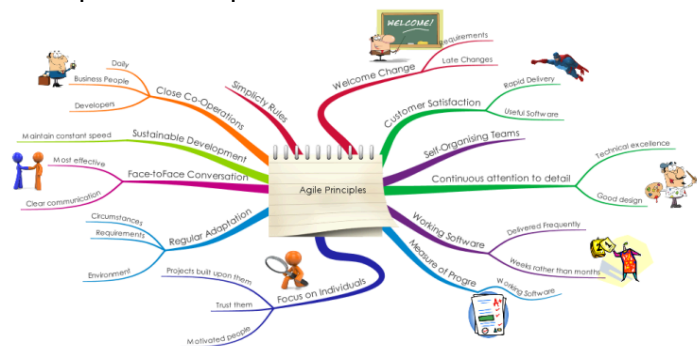 Agile Principles
WELCOME!
Welcome Change
Requirements
Late Changes
Customer Satisfaction
Rapid Delivery
Useful Software
Self-Organising Teams
Continuous attention to detail
Technical excellence
Good design
Working Software
Delivered Frequently
Weeks rather than months
Measure of Progre
Working Software
A+
Focus on Individuals
Projects built upon them
Trust them
Motivated people
Regular Adaptation
Circumstances
Requirements
Environment
Face-toFace Conversation
Most effective
Clear communication
Sustainable Development
Maintain constant speed
Close Co-Operations
Daily
Business People
Developers
Simplicty Rules